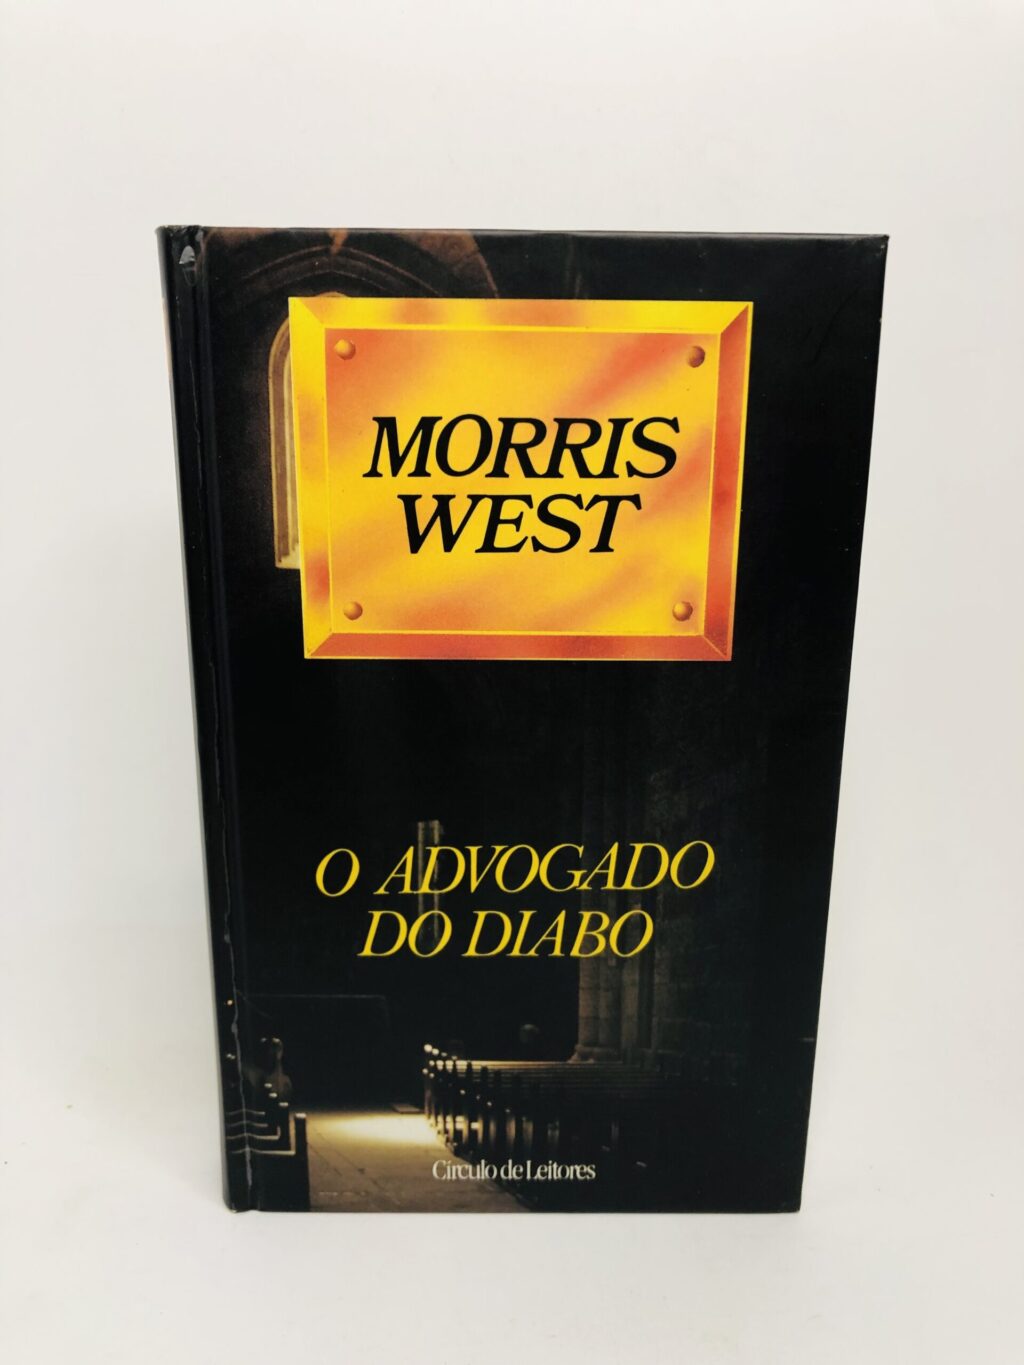 MORRIS
WEST
O ADVOGADO
DO DIABO
Círculo de Leitores